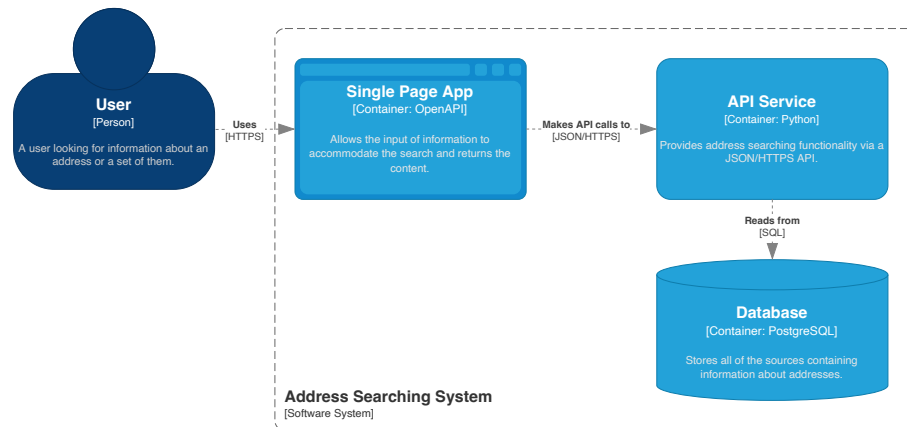 User
[Person]
A user looking for information about an
address or a set of them.
Uses
[HTTPS]
Single Page App
[Container: OpenAPI]
Allows the input of information to
accommodate the search and returns the
content.
Makes API calls to
[JSON/HTTPS]
API Service
[Container: Python]
Provides address searching functionality via a
JSON/HTTPS API.
Reads from
[SQL]
Database
[Container: PostgreSQL]
Stores all of the sources containing
information about addresses.
Address Searching System
[Software System]